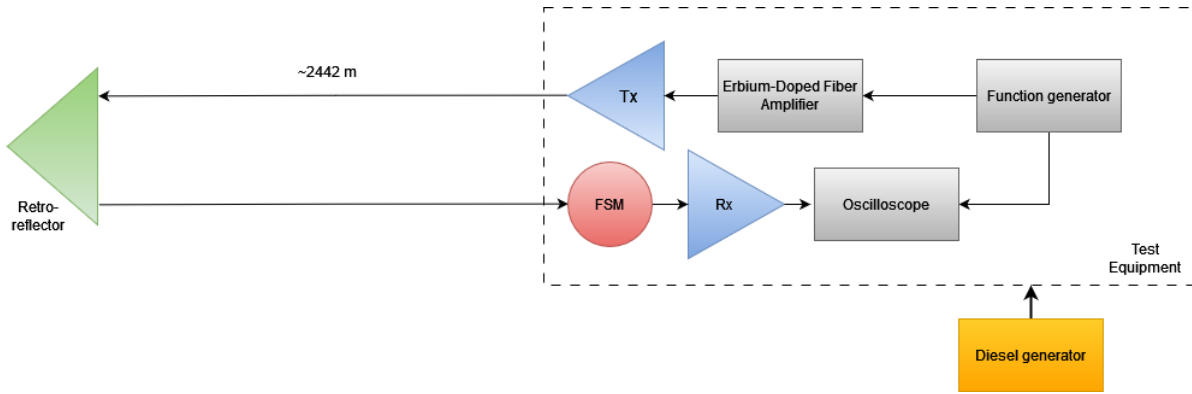 ~2442 m
Tx
Erbium-Doped Fiber
Amplifier
Function generator
Retro-
reflector
FSM
Rx
Oscilloscope
Test
Equipment
Diesel generator